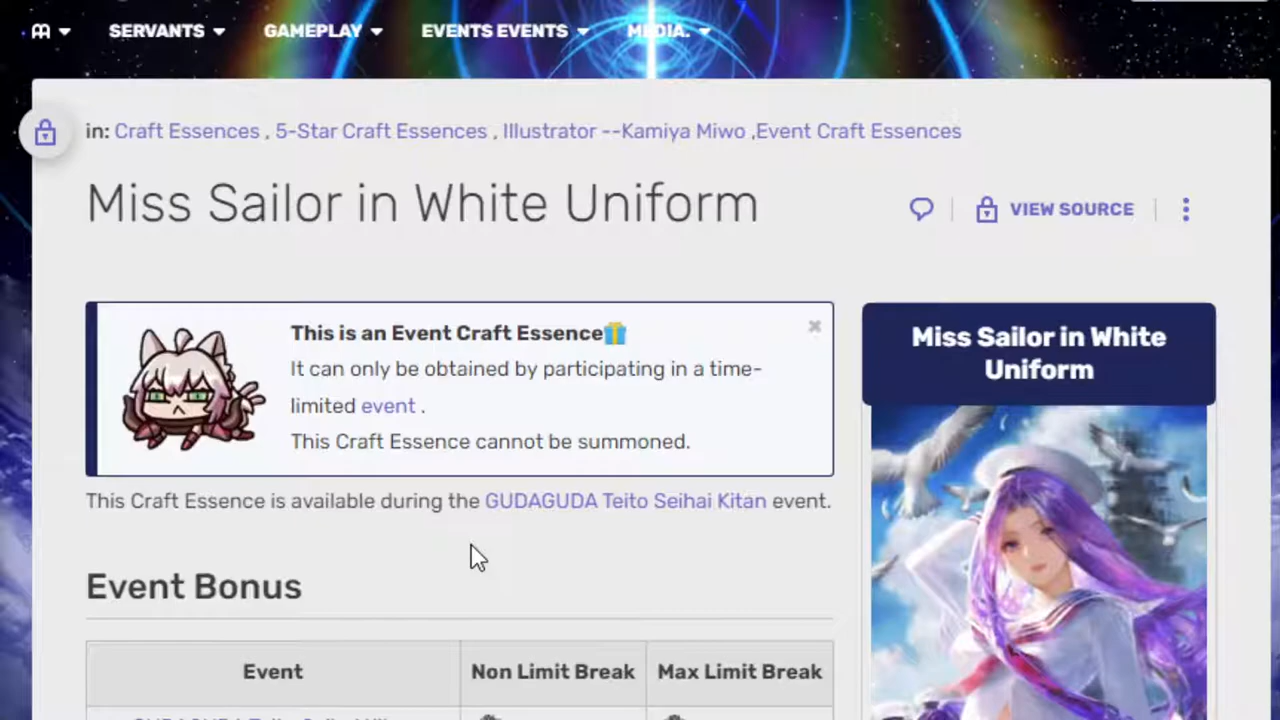 SERVANTS
GAMEPLAY
EVENTS EVENTS
MEDIA.
in: Craft Essences , 5-Star Craft Essences , Illustrator --Kamiya Miwo ,Event Craft Essences
Miss Sailor in White Uniform
VIEW SOURCE
This is an Event Craft Essence
It can only be obtained by participating in a time-
limited event .
This Craft Essence cannot be summoned.
Miss Sailor in White
Uniform
This Craft Essence is available during the GUDAGUDA Teito Seihai Kitan event.
Event Bonus
Event
Non Limit Break
Max Limit Break